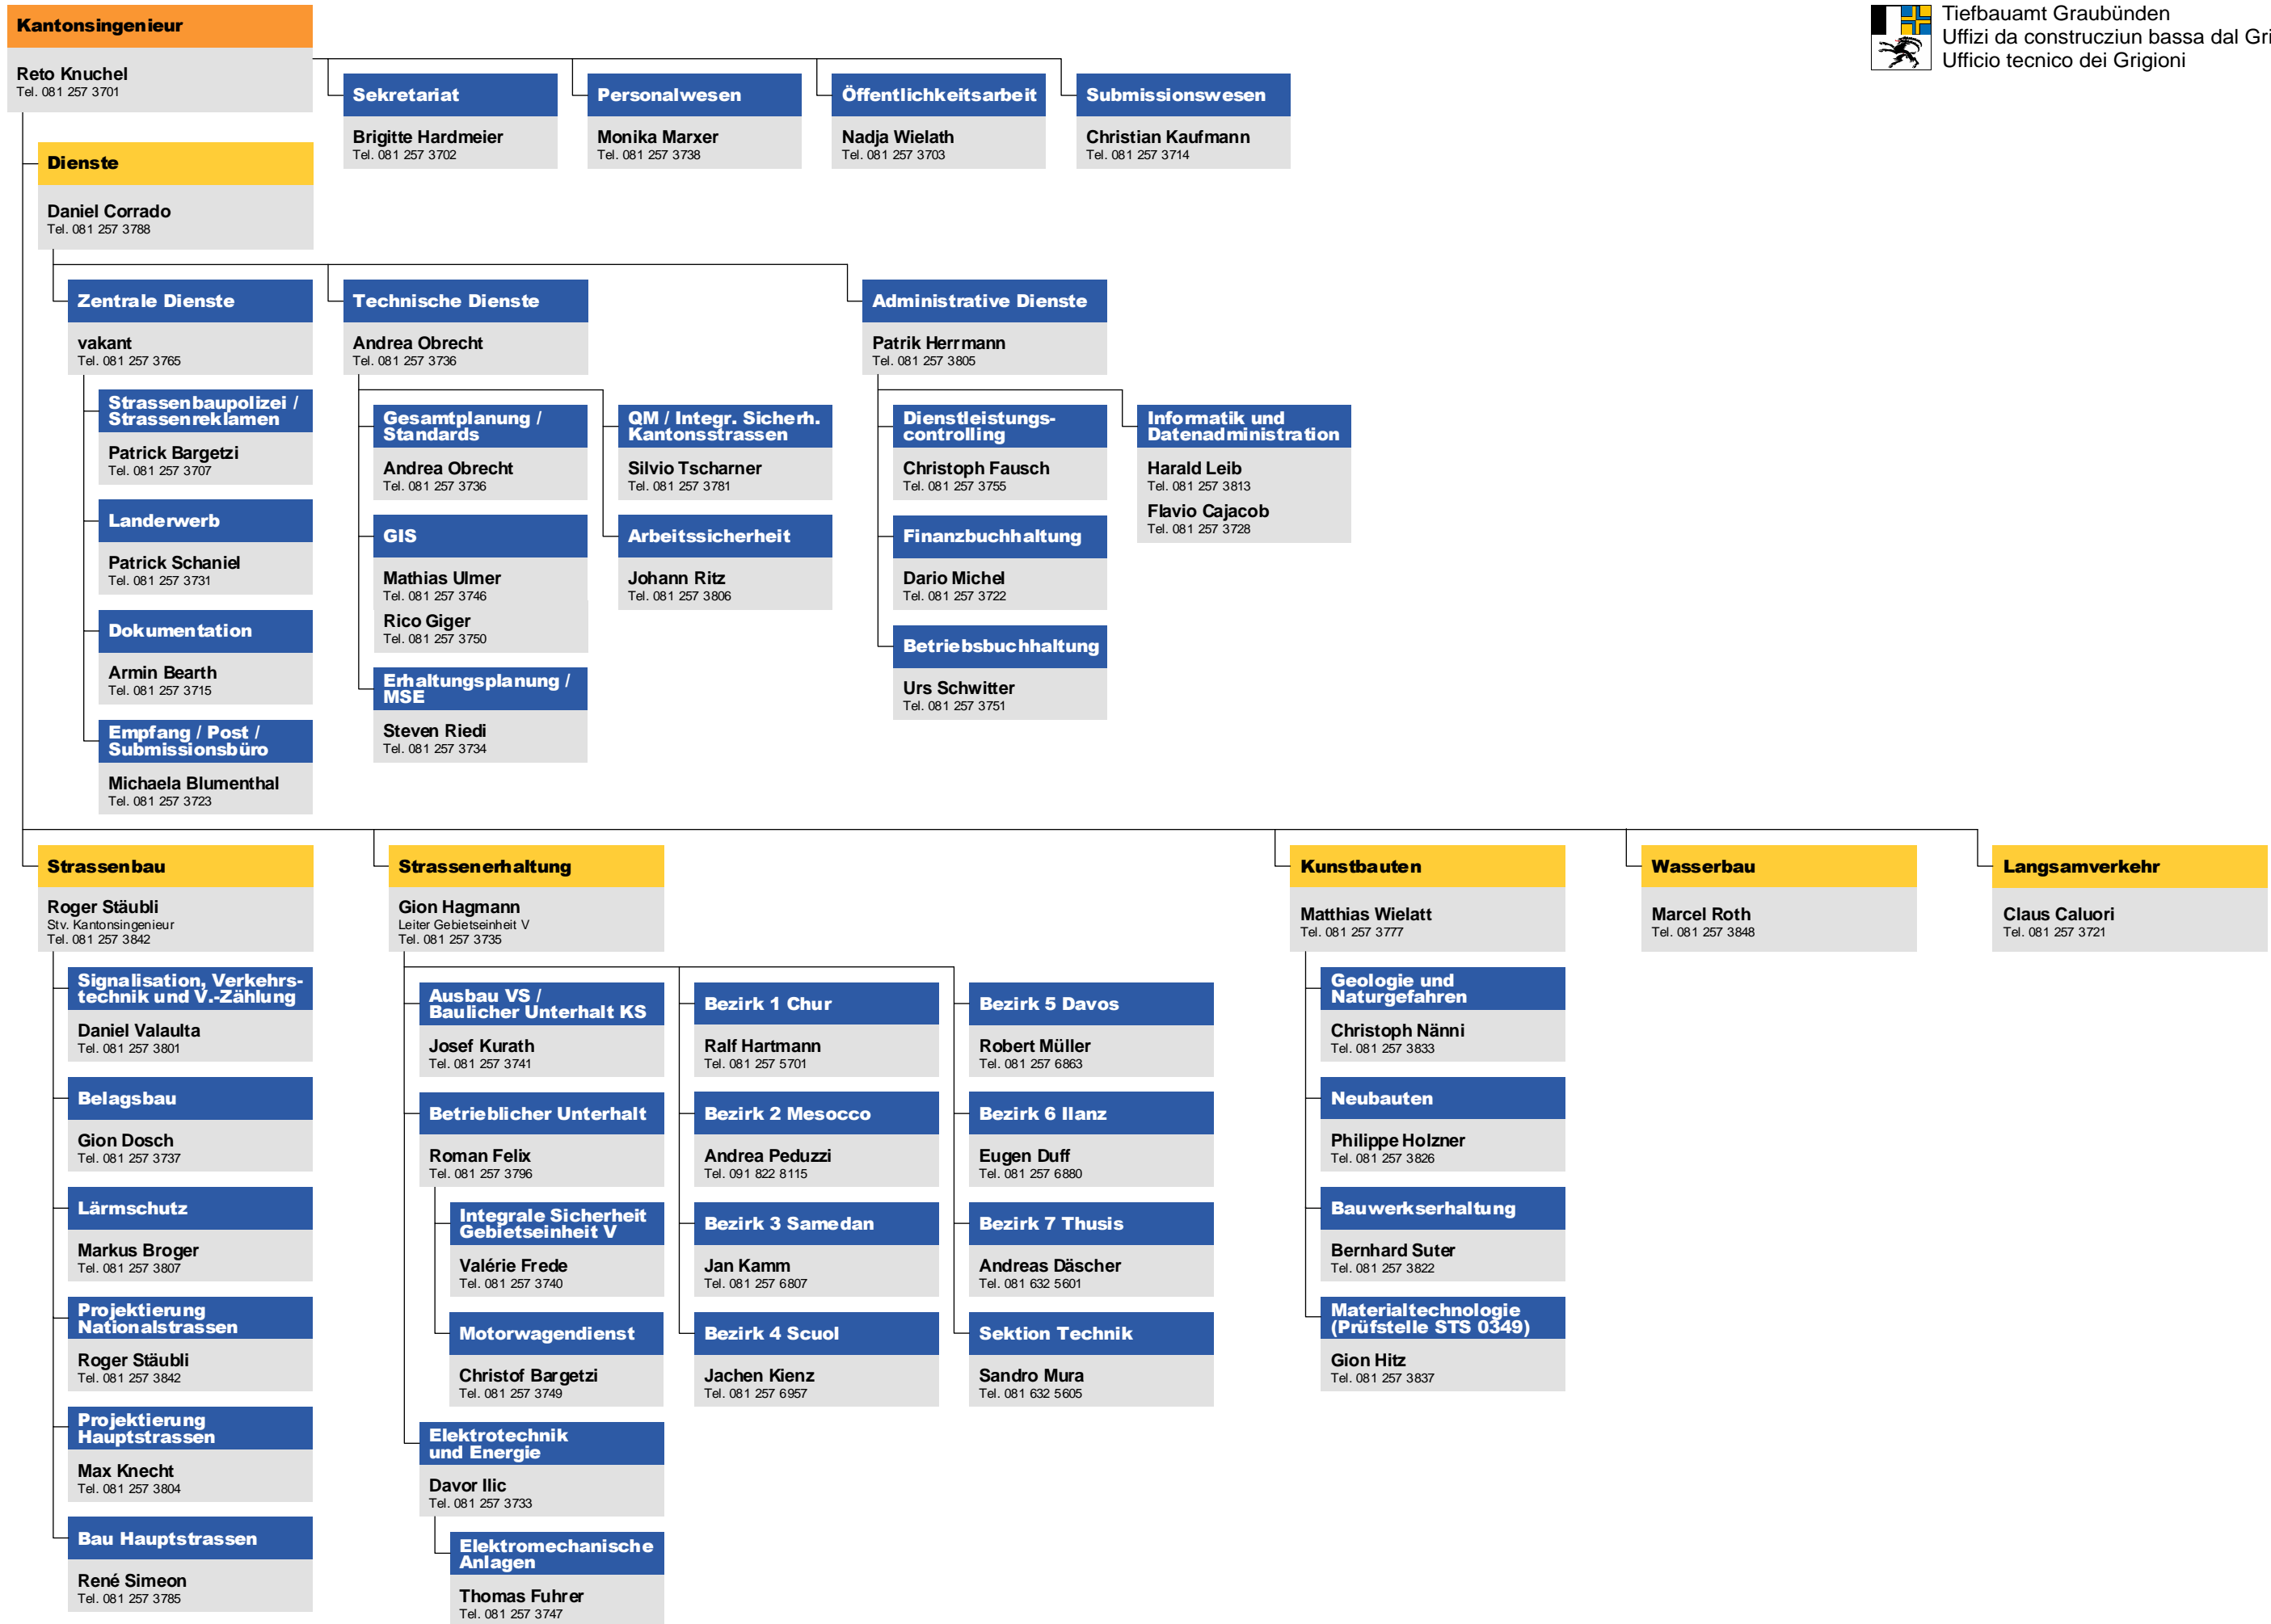 Kantonsingenieur
Reto Knuchel
Tel. 081 257 3701
Tiefbauamt Graubünden
Uffizi da construcziun bassa dal Gri
Ufficio tecnico dei Grigioni
Sekretariat
Brigitte Hardmeier
Tel. 081 257 3702
Personalwesen
Monika Marxer
Tel. 081 257 3738
Öffentlichkeitsarbeit
Nadja Wielath
Tel. 081 257 3703
Submissionswesen
Christian Kaufmann
Tel. 081 257 3714
Dienste
Daniel Corrado
Tel. 081 257 3788
Zentrale Dienste
vakant
Tel. 081 257 3765
Strassenbaupolizei /
Strassenreklamen
Patrick Bargetzi
Tel. 081 257 3707
Landerwerb
Patrick Schaniel
Tel. 081 257 3731
Dokumentation
Armin Bearth
Tel. 081 257 3715
Empfang / Post /
Submissionsbüro
Michaela Blumenthal
Tel. 081 257 3723
Technische Dienste
Andrea Obrecht
Tel. 081 257 3736
Gesamtplanung /
Standards
Andrea Obrecht
Tel. 081 257 3736
GIS
Mathias Ulmer
Tel. 081 257 3746
Rico Giger
Tel. 081 257 3750
Erhaltungsplanung /
MSE
Steven Riedi
Tel. 081 257 3734
QM / Integr. Sicherh.
Kantonsstrassen
Silvio Tscharner
Tel. 081 257 3781
Arbeitssicherheit
Johann Ritz
Tel. 081 257 3806
Administrative Dienste
Patrik Herrmann
Tel. 081 257 3805
Dienstleistungs-
controlling
Christoph Fausch
Tel. 081 257 3755
Finanzbuchhaltung
Dario Michel
Tel. 081 257 3722
Betriebsbuchhaltung
Urs Schwitter
Tel. 081 257 3751
Informatik und
Datenadministration
Harald Leib
Tel. 081 257 3813
Flavio Cajacob
Tel. 081 257 3728
Strassenbau
Roger Stäubli
Stv. Kantonsingenieur
Tel. 081 257 3842
Signalisation, Verkehrs-
technik und V.-Zählung
Daniel Valaulta
Tel. 081 257 3801
Belagsbau
Gion Dosch
Tel. 081 257 3737
Lärmschutz
Markus Broger
Tel. 081 257 3807
Projektierung
Nationalstrassen
Roger Stäubli
Tel. 081 257 3842
Projektierung
Hauptstrassen
Max Knecht
Tel. 081 257 3804
Bau Hauptstrassen
René Simeon
Tel. 081 257 3785
Strassenerhaltung
Gion Hagmann
Leiter Gebietseinheit V
Tel. 081 257 3735
Ausbau VS /
Baulicher Unterhalt KS
Josef Kurath
Tel. 081 257 3741
Betrieblicher Unterhalt
Roman Felix
Tel. 081 257 3796
Integrale Sicherheit
Gebietseinheit V
Valérie Frede
Tel. 081 257 3740
Motorwagendienst
Christof Bargetzi
Tel. 081 257 3749
Elektrotechnik
und Energie
Davor Ilic
Tel. 081 257 3733
Elektromechanische
Anlagen
Thomas Fuhrer
Tel. 081 257 3747
Bezirk 1 Chur
Ralf Hartmann
Tel. 081 257 5701
Bezirk 2 Mesocco
Andrea Peduzzi
Tel. 091 822 8115
Bezirk 3 Samedan
Jan Kamm
Tel. 081 257 6807
Bezirk 4 Scuol
Jachen Kienz
Tel. 081 257 6957
Bezirk 5 Davos
Robert Müller
Tel. 081 257 6863
Bezirk 6 Ilanz
Eugen Duff
Tel. 081 257 6880
Bezirk 7 Thusis
Andreas Däscher
Tel. 081 632 5601
Sektion Technik
Sandro Mura
Tel. 081 632 5605
Kunstbauten
Matthias Wielatt
Tel. 081 257 3777
Geologie und
Naturgefahren
Christoph Nänni
Tel. 081 257 3833
Neubauten
Philippe Holzner
Tel. 081 257 3826
Bauwerkserhaltung
Bernhard Suter
Tel. 081 257 3822
Materialtechnologie
(Prüfstelle STS 0349)
Gion Hitz
Tel. 081 257 3837
Wasserbau
Marcel Roth
Tel. 081 257 3848
Langsamverkehr
Claus Caluori
Tel. 081 257 3721